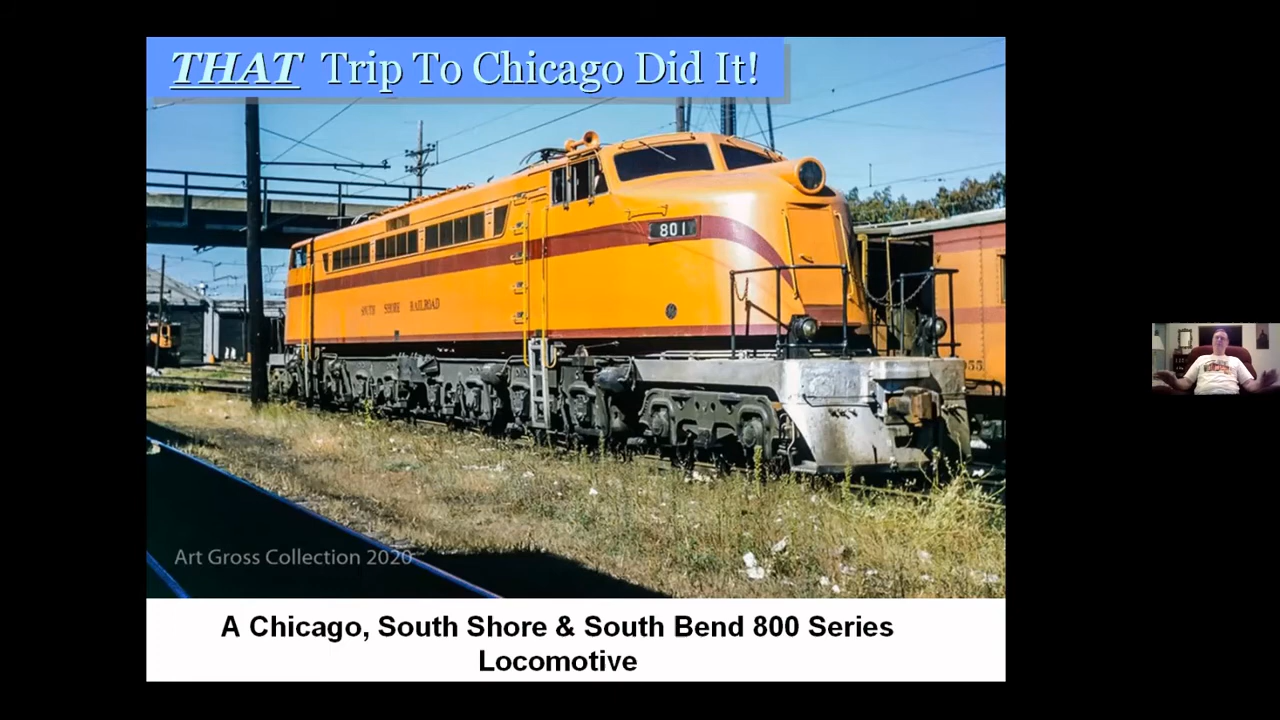 THAT Trip To Chicago Did It!
801
SOUTH SHORE RAILROAD
55
Art Gross Collection 2020
A Chicago, South Shore & South Bend 800 Series
Locomotive